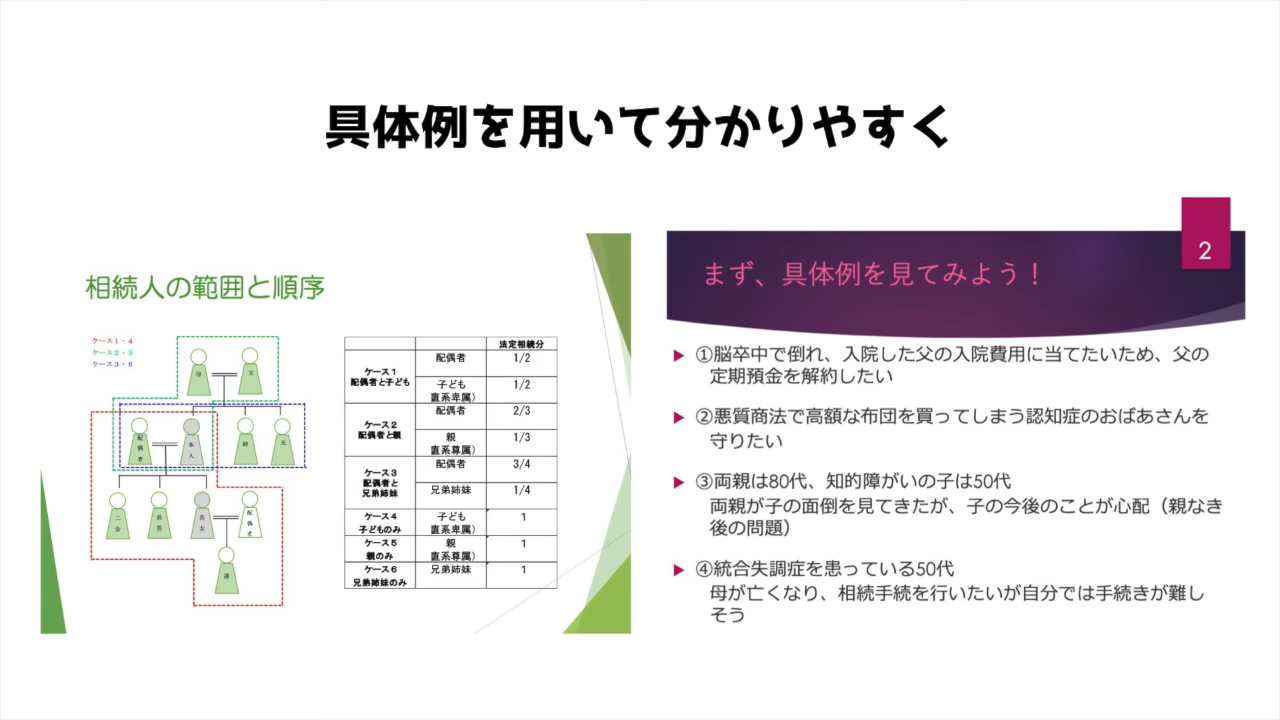 具体例を用いて分かりやすく
相続人の範囲と順序
ケース1・4
ケース2・5
ケース3・6
母
父
配偶者
本人
姉
兄
二女
長男
長女
配偶者
孫
法定相続分
ケース1
配偶者と子ども
配偶者
1/2
子ども
直系卑属）
1/2
ケース2
配偶者と親
配偶者
2/3
親
直系尊属）
1/3
ケース3
配偶者と
兄弟姉妹
配偶者
3/4
兄弟姉妹
1/4
ケース4
子どものみ
子ども
直系卑属）
1
ケース5
親のみ
親
直系尊属）
1
ケース6
兄弟姉妹のみ
兄弟姉妹
1
2
まず、具体例を見てみよう！
①脳卒中で倒れ、入院した父の入院費用に当てたいため、父の
定期預金を解約したい
②悪質商法で高額な布団を買ってしまう認知症のおばあさんを
守りたい
③両親は80代、知的障がいの子は50代
両親が子の面倒を見てきたが、子の今後のことが心配（親なき
後の問題）
④統合失調症を患っている50代
母が亡くなり、相続手続を行いたいが自分では手続きが難し
そう